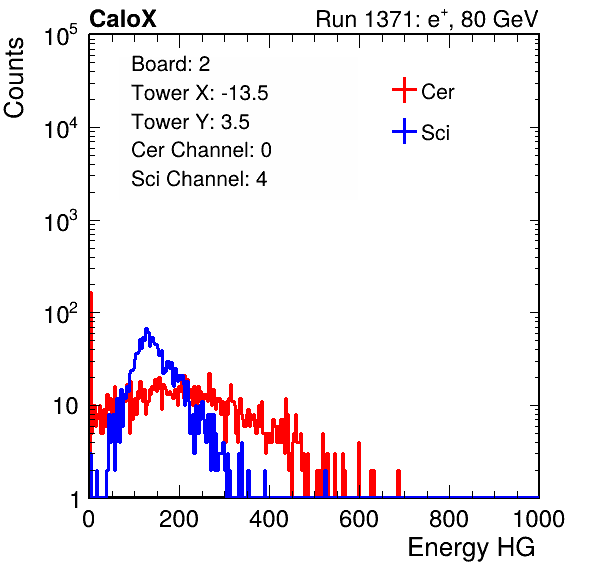 CaloX Run 1371: e⁺, 80 GeV
Counts
10⁵
10⁴
10³
10²
10
1
Board: 2
Tower X: -13.5
Tower Y: 3.5
Cer Channel: 0
Sci Channel: 4
Cer
Sci
0 200 400 600 800 1000
Energy HG